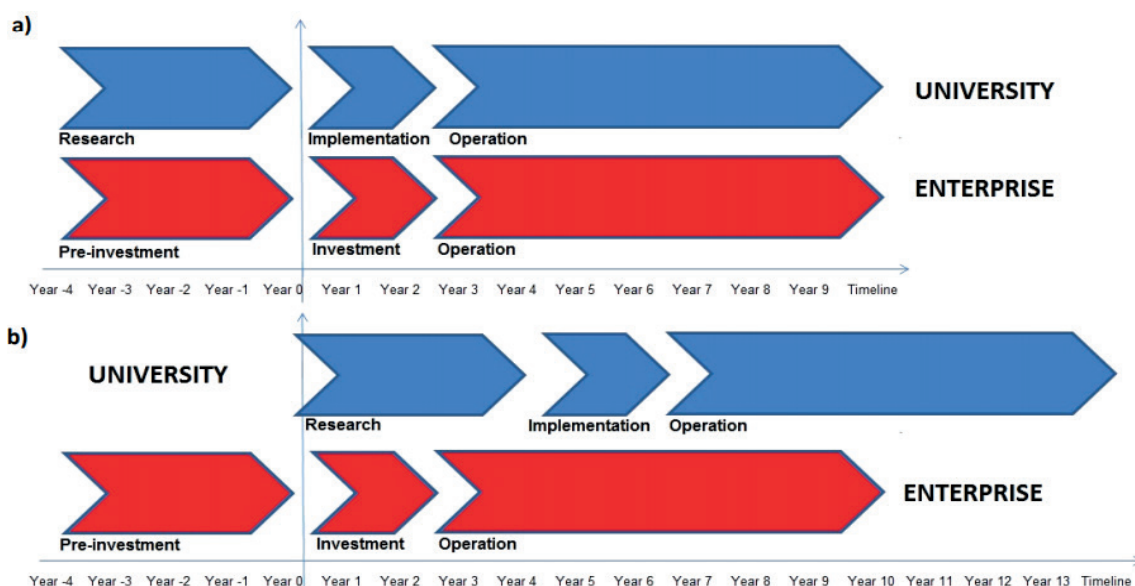 a)
UNIVERSITY
Research Implementation Operation
ENTERPRISE
Pre-investment Investment Operation
Year -4 Year -3 Year -2 Year -1 Year 0 Year 1 Year 2 Year 3 Year 4 Year 5 Year 6 Year 7 Year 8 Year 9 Timeline
b)
UNIVERSITY
Research Implementation Operation
ENTERPRISE
Pre-investment Investment Operation
Year -4 Year -3 Year -2 Year -1 Year 0 Year 1 Year 2 Year 3 Year 4 Year 5 Year 6 Year 7 Year 8 Year 9 Year 10 Year 11 Year 12 Year 13 Timeline